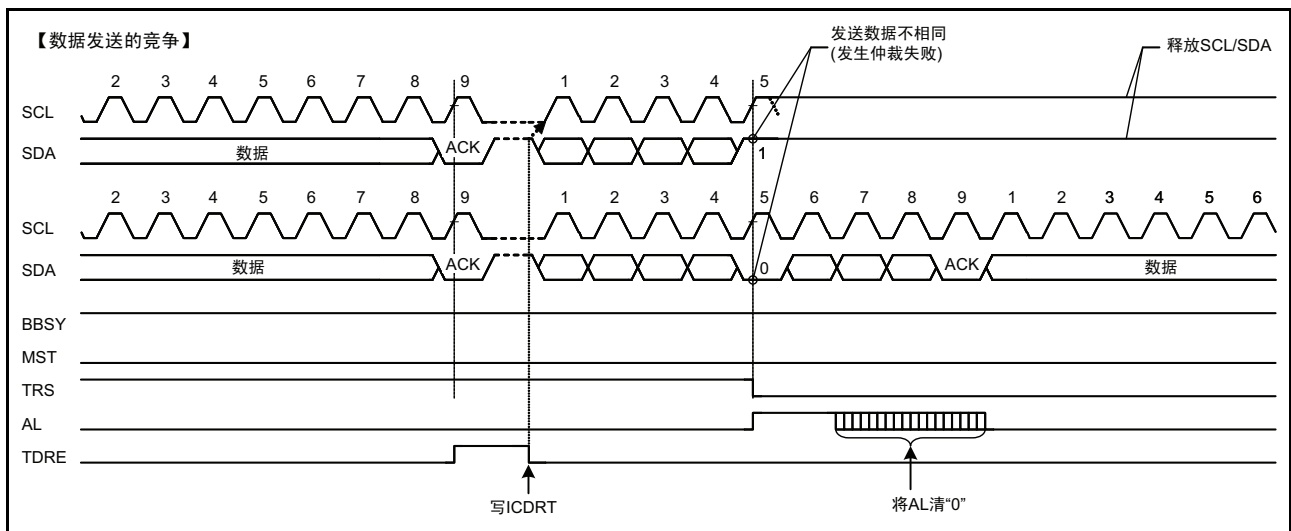 【数据发送的竞争】
发送数据不相同
(发生仲裁失败)
释放SCL/SDA
2 3 4 5 6 7 8 9 1 2 3 4 5
SCL
SDA 数据 ACK 1
2 3 4 5 6 7 8 9 1 2 3 4 5 6 7 8 9 1 2 3 4 5 6
SCL
SDA 数据 ACK 0 ACK 数据
BBSY
MST
TRS
AL
TDRE
写ICDRT
将AL清“0”